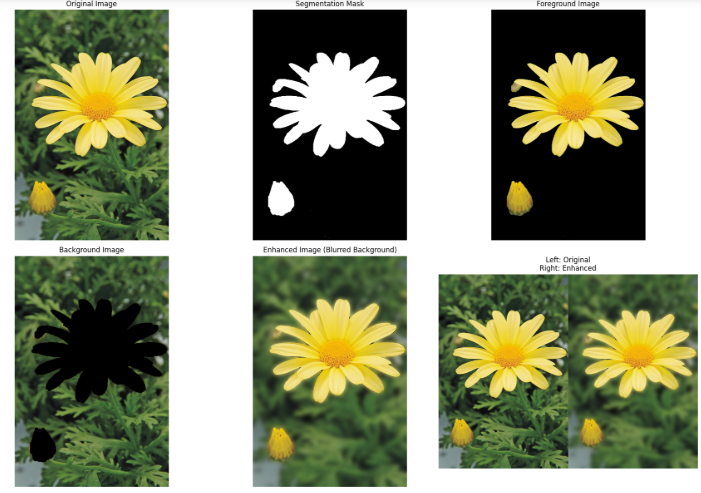 Original Image
Segmentation Mask
Foreground Image
Background Image
Enhanced Image (Blurred Background)
Left: Original
Right: Enhanced